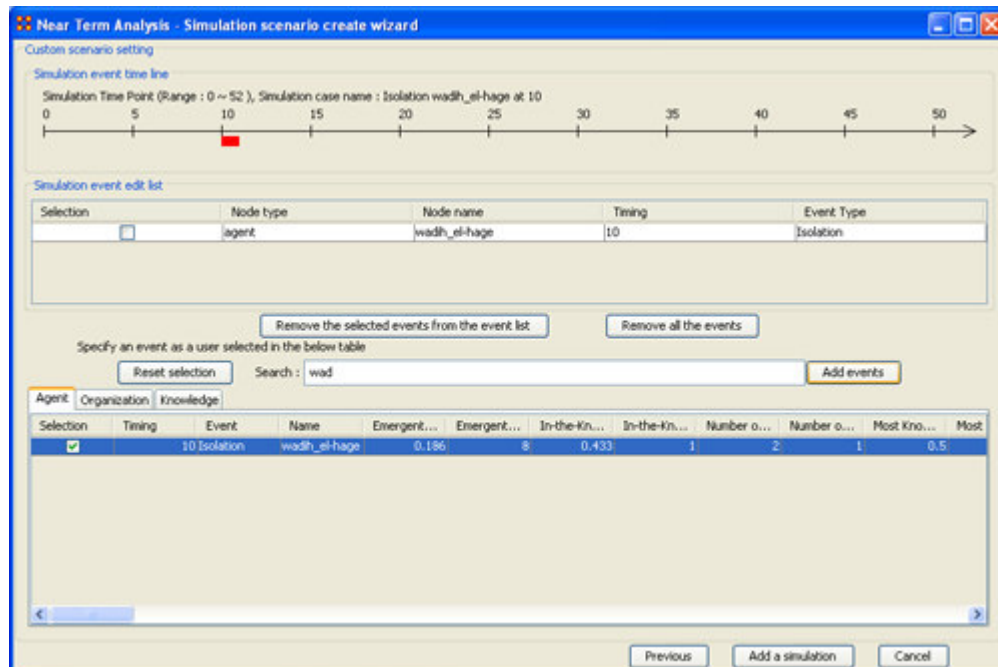 Near Term Analysis - Simulation scenario create wizard
Custom scenario setting
Simulation event time line
Simulation Time Point (Range : 0 ~ 52 ), Simulation case name : Isolation wadih_el-hage at 10
0 5 10 15 20 25 30 35 40 45 50
Simulation event edit list
Selection Node type Node name Timing Event Type
agent wadih_el-hage 10 Isolation
Remove the selected events from the event list Remove all the events
Specify an event as a user selected in the below table
Reset selection Search : wad Add events
Agent Organization Knowledge
Selection Timing Event Name Emergent... Emergent... In-the-Kn... In-the-Kn... Number o... Number o... Most Kno... Most
10 Isolation wadih_el-hage 0.186 8 0.433 1 2 1 0.5
Previous Add a simulation Cancel